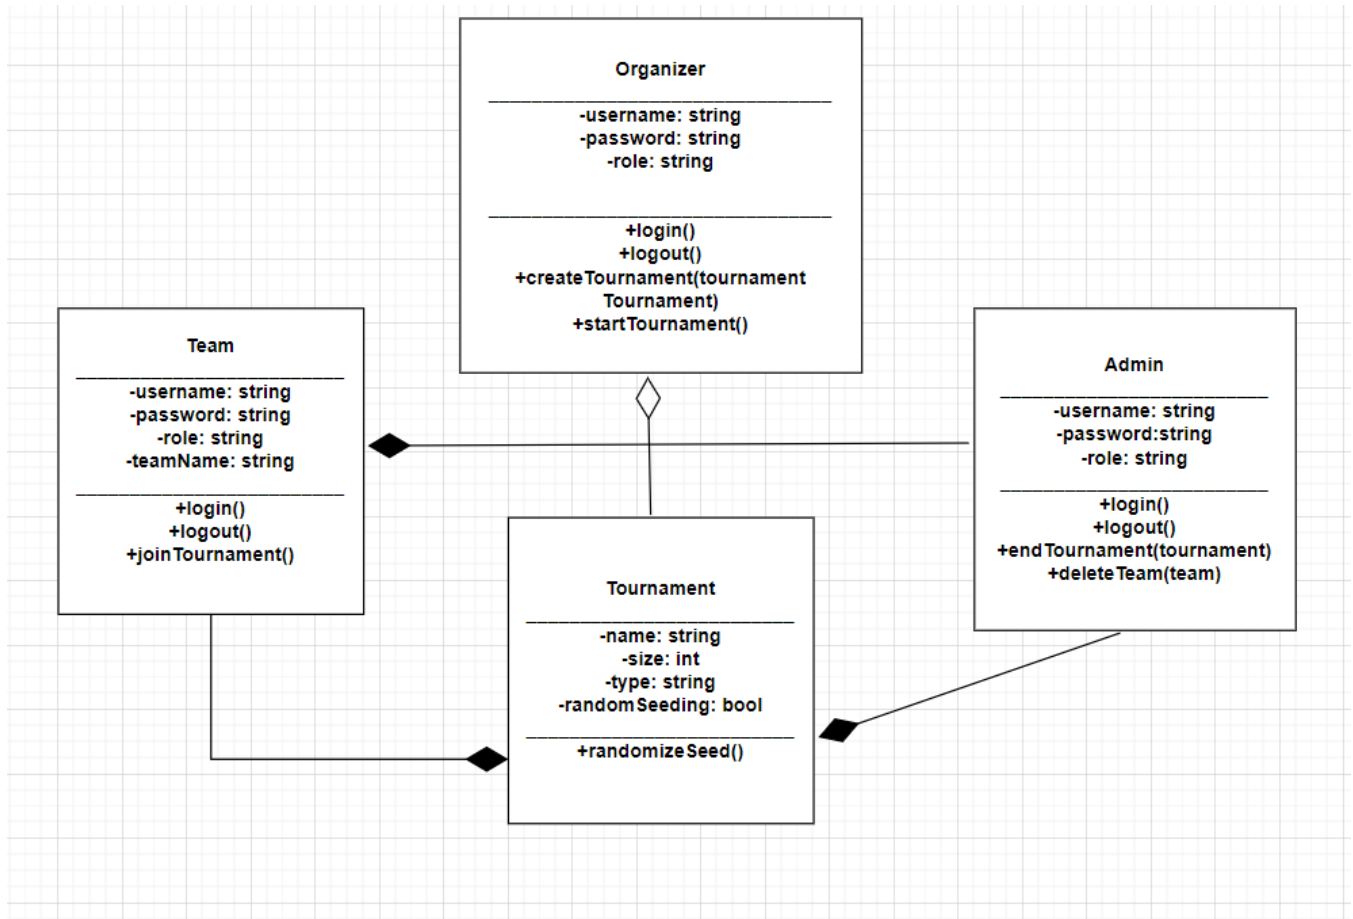 Organizer
-username: string
-password: string
-role: string
+login()
+logout()
+createTournament(tournament
Tournament)
+startTournament()
Team
-username: string
-password: string
-role: string
-teamName: string
+login()
+logout()
+joinTournament()
Admin
-username: string
-password:string
-role: string
+login()
+logout()
+endTournament(tournament)
+deleteTeam(team)
Tournament
-name: string
-size: int
-type: string
-randomSeeding: bool
+randomizeSeed()